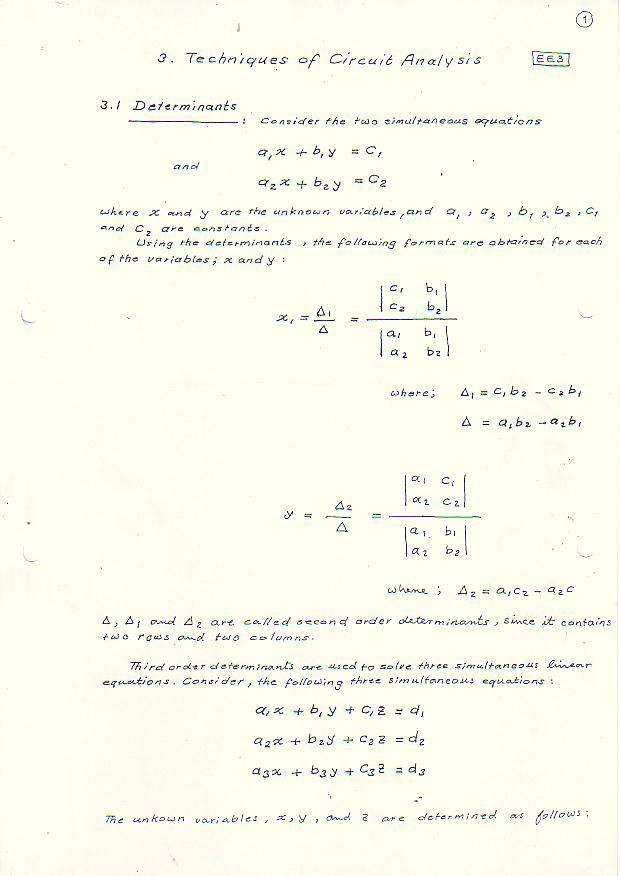 1
3. Techniques of Circuit Analysis EE3
3.1 Determinants
: Consider the two simultaneous equations
a₁x + b₁y = C₁
and
a₂x + b₂y = C₂
where x and y are the unknown variables, and a₁, a₂, b₁, b₂, C₁
and C₂ are constants.
Using the determinants, the following formats are obtained for each
of the variables; x and y :
x₁ = Δ₁/Δ = |c₁ b₁; c₂ b₂| / |a₁ b₁; a₂ b₂|
where; Δ₁ = C₁b₂ - C₂b₁
Δ = a₁b₂ - a₂b₁
y = Δ₂/Δ = |a₁ C₁; a₂ C₂| / |a₁ b₁; a₂ b₂|
where ; Δ₂ = a₁C₂ - a₂C
Δ, Δ₁ and Δ₂ are called second order determinants, since it contains
two rows and two columns.
Third order determinants are used to solve three simultaneous linear
equations. Consider, the following three simultaneous equations :
a₁x + b₁y + C₁z = d₁
a₂x + b₂y + C₂z = d₂
a₃x + b₃y + C₃z = d₃
The unkown variables, x, y, and z are determined as follows :